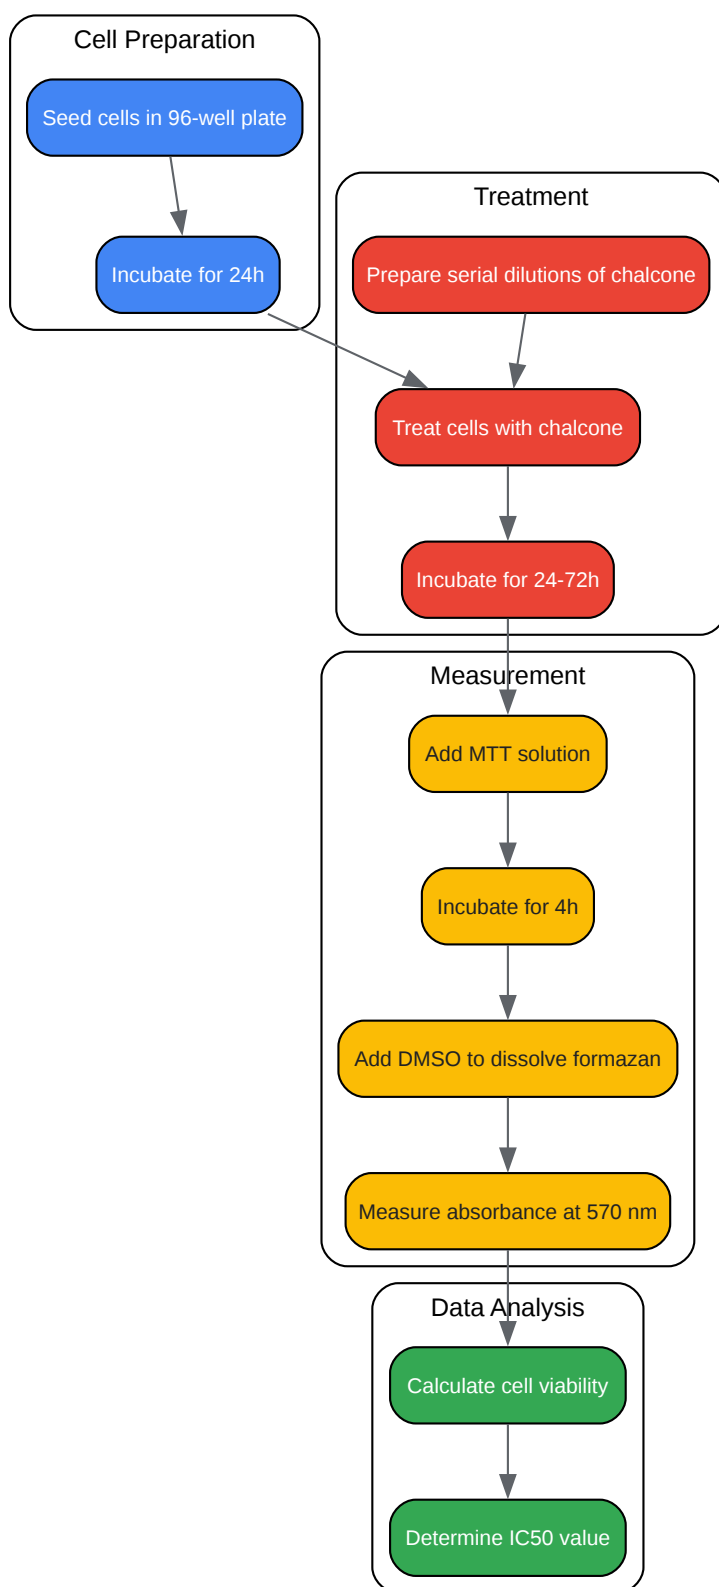 Cell Preparation
Seed cells in 96-well plate
Incubate for 24h
Treatment
Prepare serial dilutions of chalcone
Treat cells with chalcone
Incubate for 24-72h
Measurement
Add MTT solution
Incubate for 4h
Add DMSO to dissolve formazan
Measure absorbance at 570 nm
Data Analysis
Calculate cell viability
Determine IC50 value